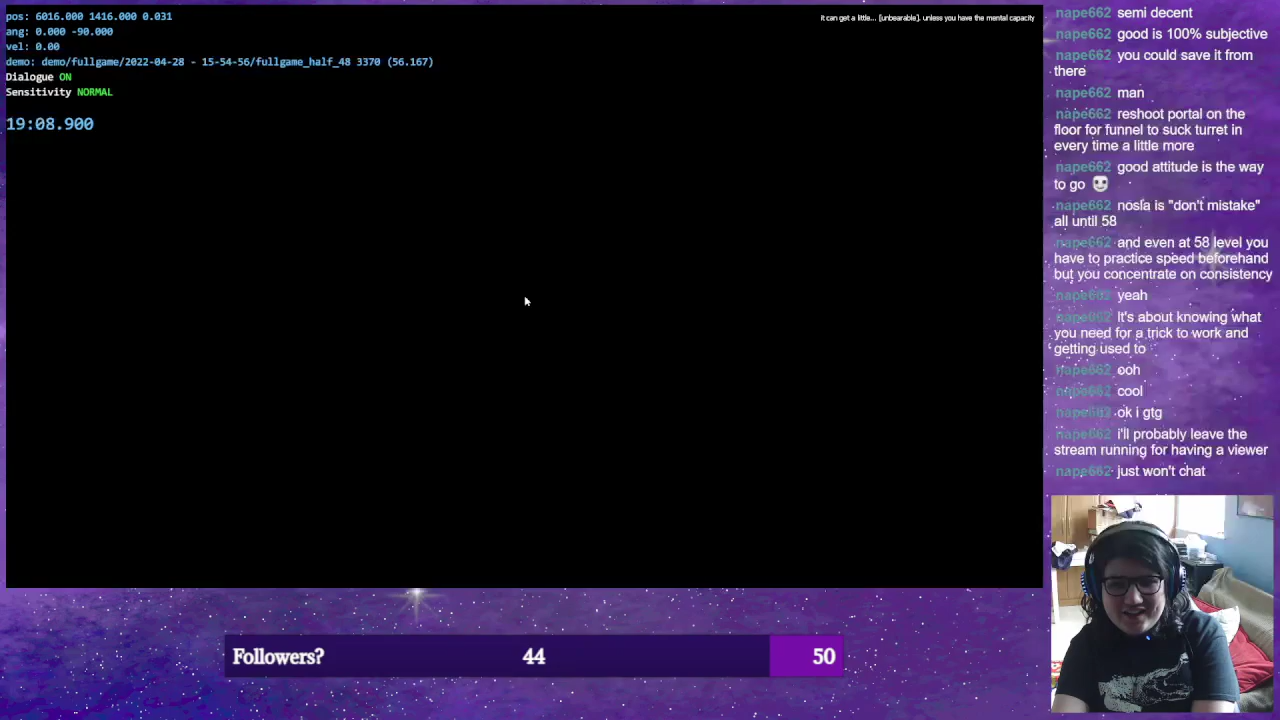 pos: 6016.000 1416.000 0.031
ang: 0.000 -90.000
vel: 0.00
demo: demo/fullgame/2022-04-28 - 15-54-56/fullgame_half_48 3370 (56.167)
Dialogue ON
Sensitivity NORMAL
19:08.900
it can get a little... [unbearable]. unless you have the mental capacity
nape662 semi decent
nape662 good is 100% subjective
nape662 you could save it from
there
nape662 man
nape662 reshoot portal on the
floor for funnel to suck turret in
every time a little more
nape662 good attitude is the way
to go
nape662 nosla is "don't mistake"
all until 58
nape662 and even at 58 level you
have to practice speed beforehand
but you concentrate on consistency
nape662 yeah
nape662 It's about knowing what
you need for a trick to work and
getting used to
nape662 ooh
nape662 cool
nape662 ok i gtg
nape662 i'll probably leave the
stream running for having a viewer
nape662 just won't chat
Followers? 44 50